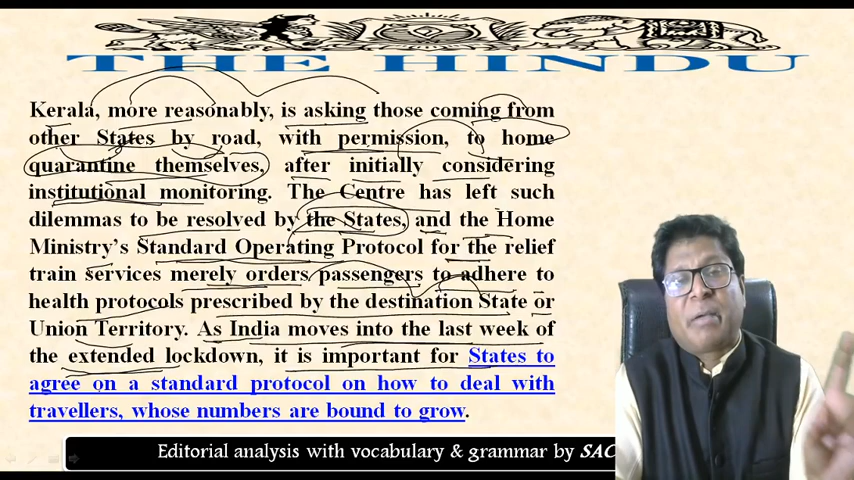 THE HINDU
Kerala, more reasonably, is asking those coming from
other States by road, with permission, to home
quarantine themselves, after initially considering
institutional monitoring. The Centre has left such
dilemmas to be resolved by the States, and the Home
Ministry's Standard Operating Protocol for the relief
train services merely orders passengers to adhere to
health protocols prescribed by the destination State or
Union Territory. As India moves into the last week of
the extended lockdown, it is important for States to
agree on a standard protocol on how to deal with
travellers, whose numbers are bound to grow.
Editorial analysis with vocabulary & grammar by SAC